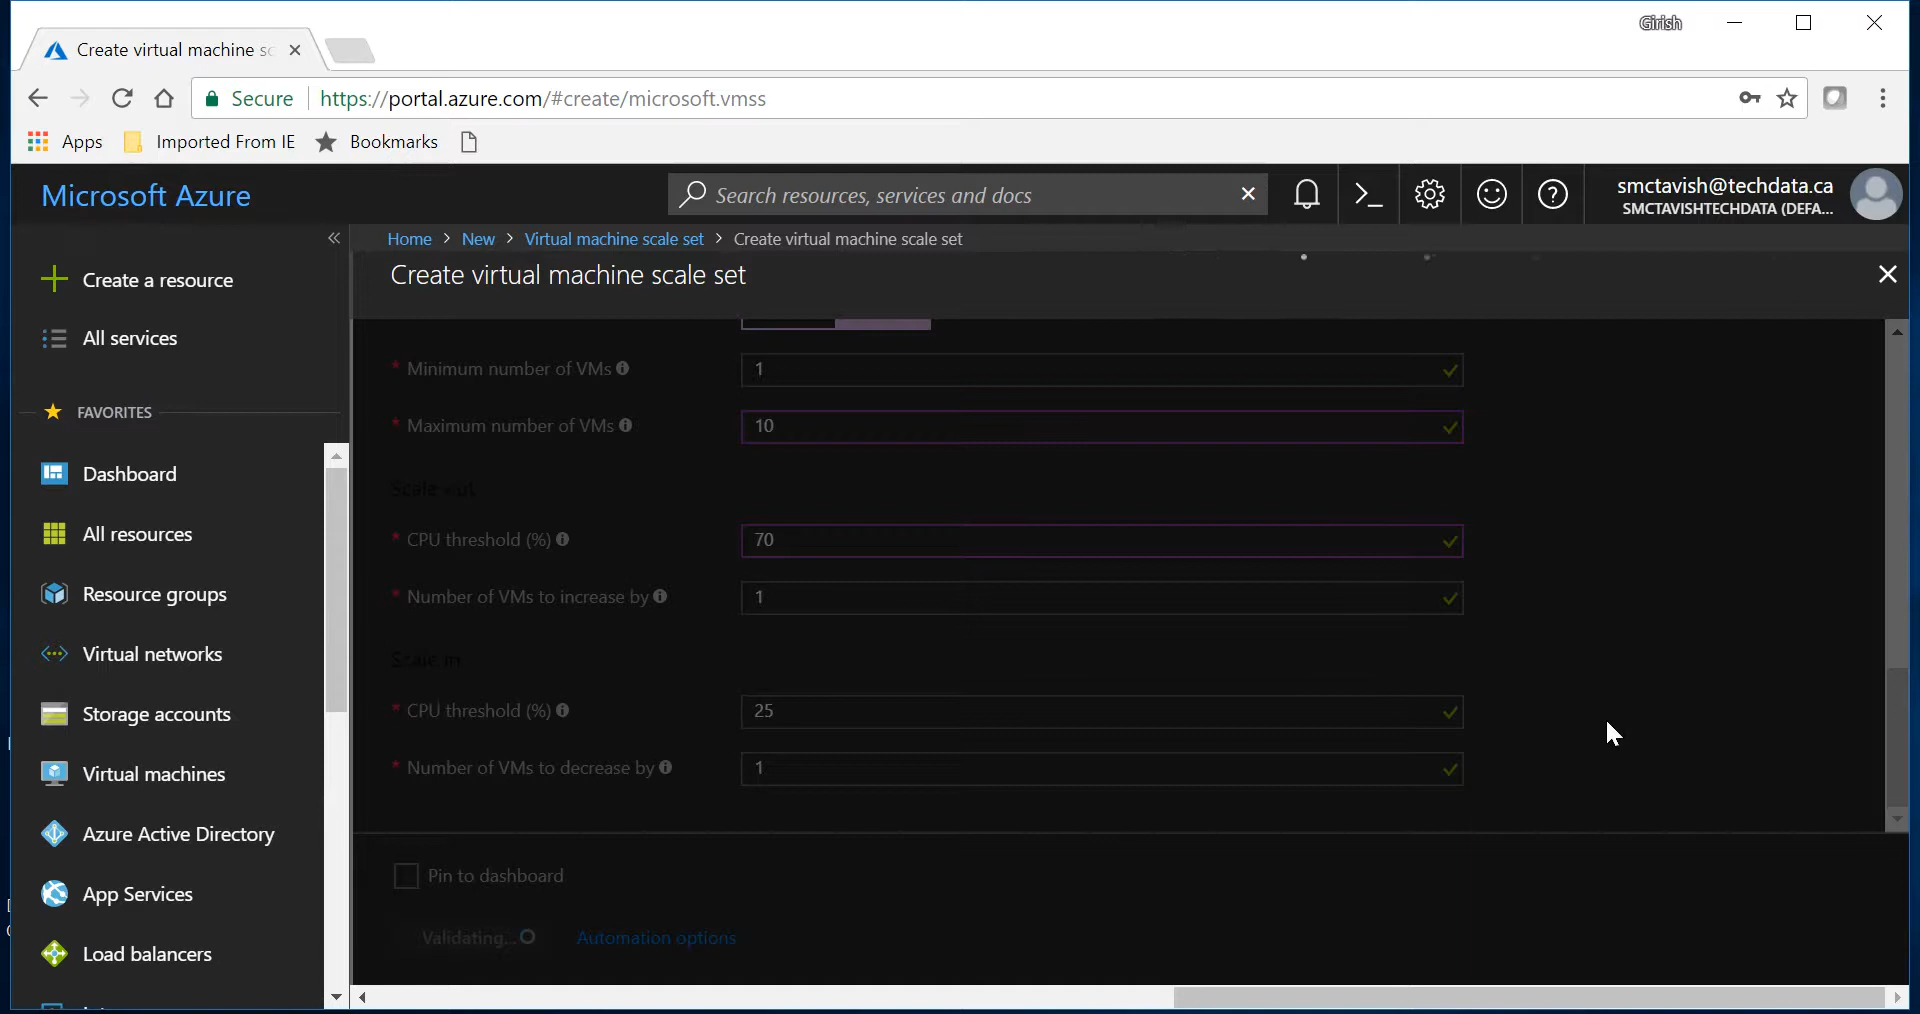 Girish
Create virtual machine sc
Secure https://portal.azure.com/#create/microsoft.vmss
Apps Imported From IE Bookmarks
Microsoft Azure
Search resources, services and docs
smctavish@techdata.ca
SMCTAVISHTECHDATA (DEFA...
Home > New > Virtual machine scale set > Create virtual machine scale set
Create virtual machine scale set
Create a resource
All services
FAVORITES
Dashboard
All resources
Resource groups
Virtual networks
Storage accounts
Virtual machines
Azure Active Directory
App Services
Load balancers
* Minimum number of VMs 1
* Maximum number of VMs 10
Scale out
* CPU threshold (%) 70
* Number of VMs to increase by 1
Scale in
* CPU threshold (%) 25
* Number of VMs to decrease by 1
Pin to dashboard
Validating... Automation options